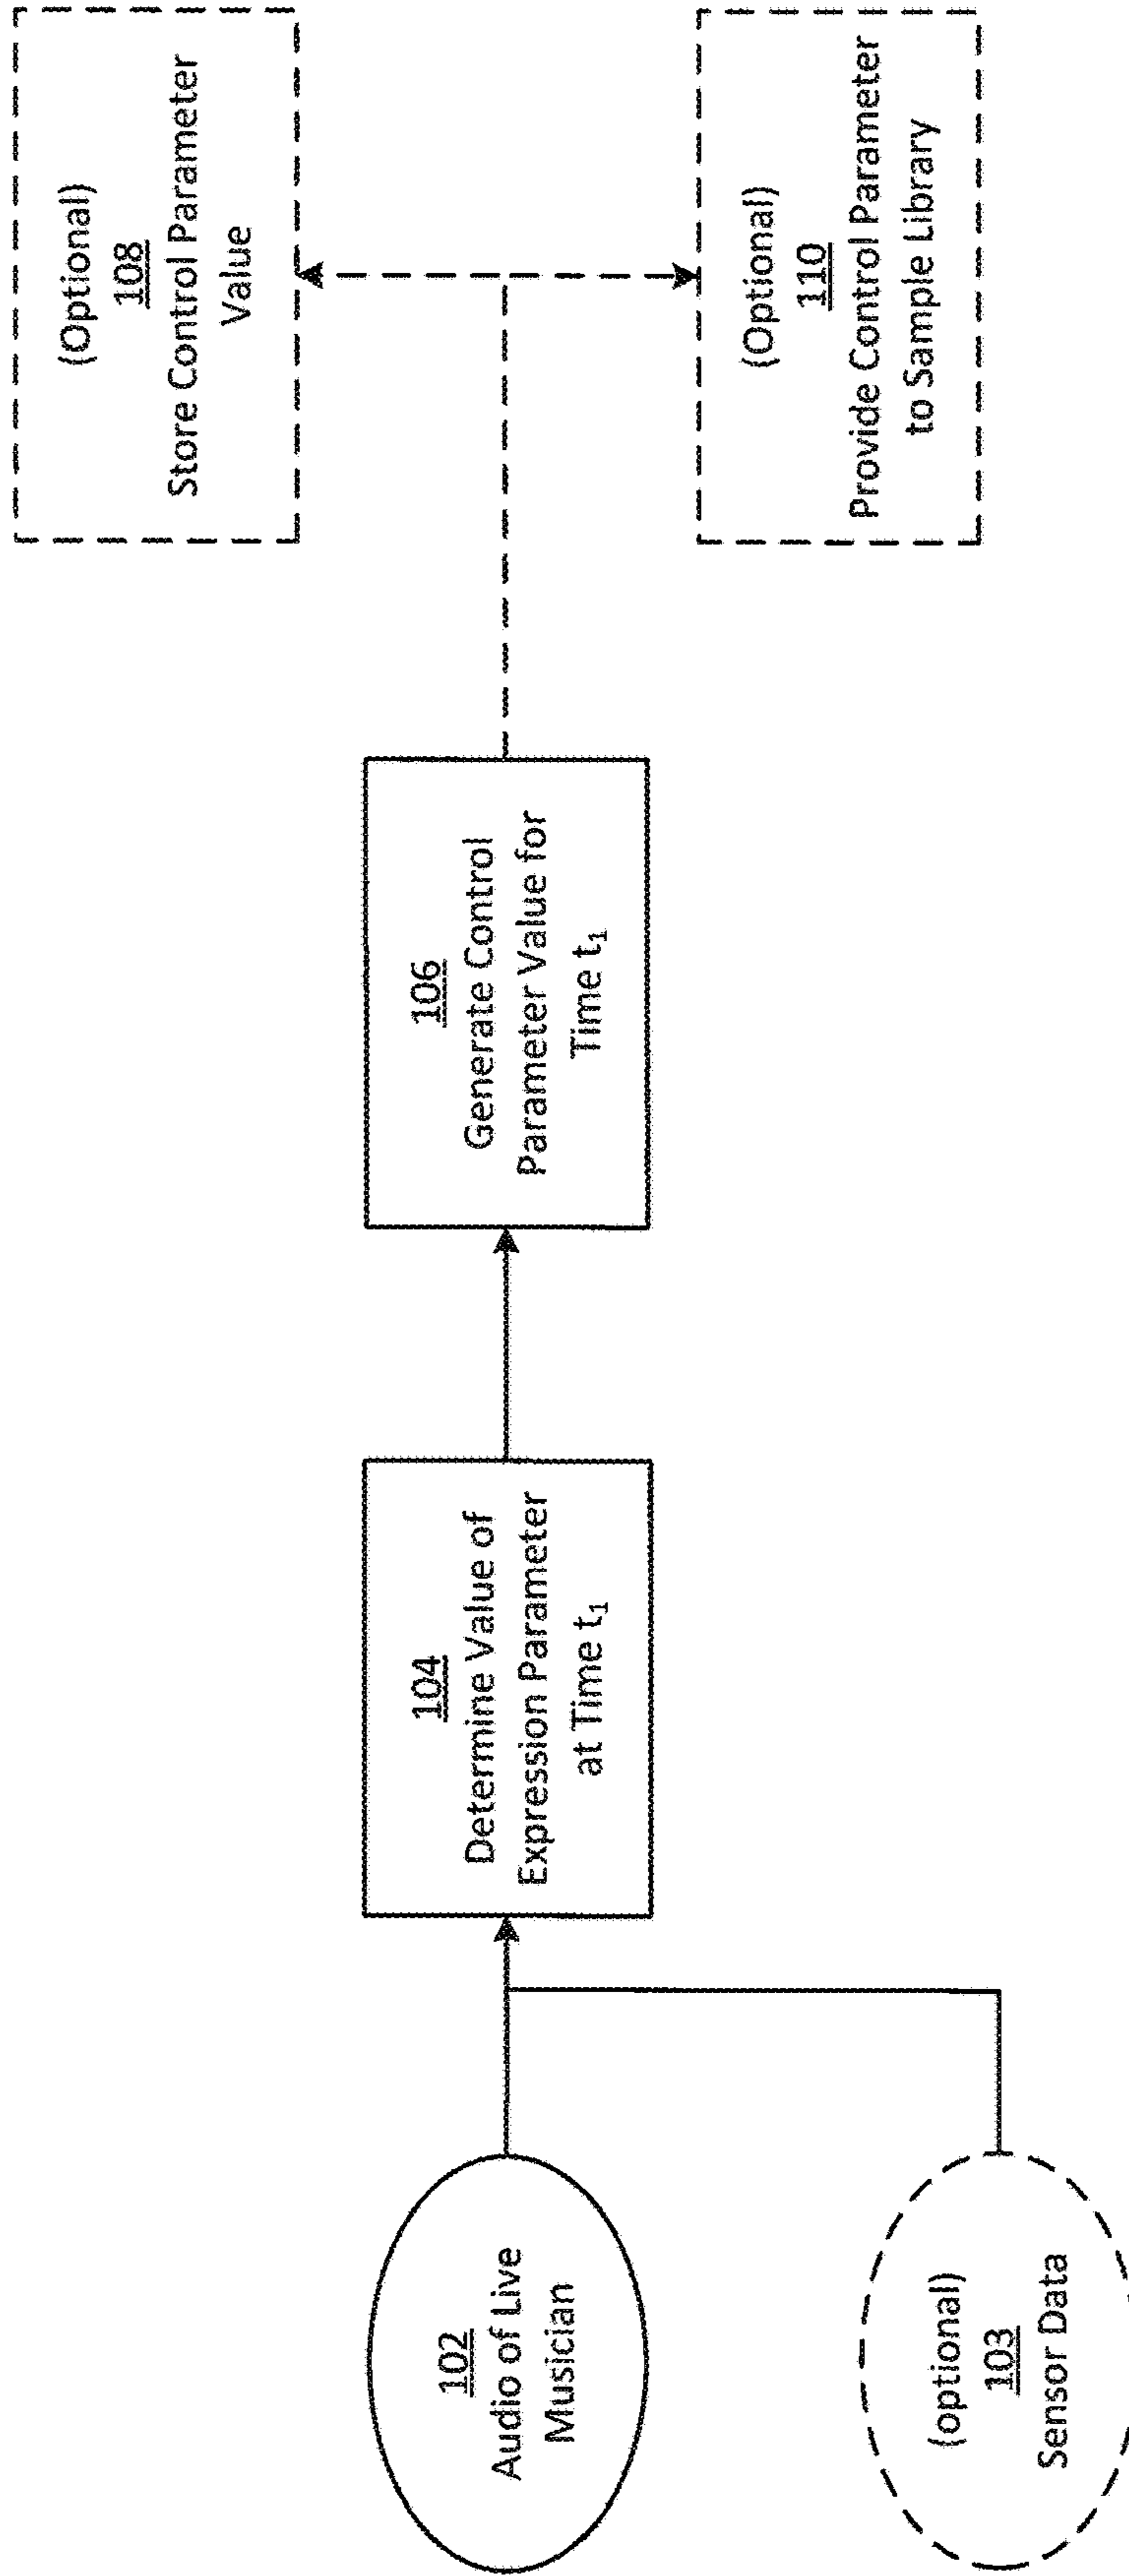 102
Audio of Live
Musician
(optional)
103
Sensor Data
104
Determine Value of
Expression Parameter
at Time t₁
106
Generate Control
Parameter Value for
Time t₁
(Optional)
108
Store Control Parameter
Value
(Optional)
110
Provide Control Parameter
to Sample Library